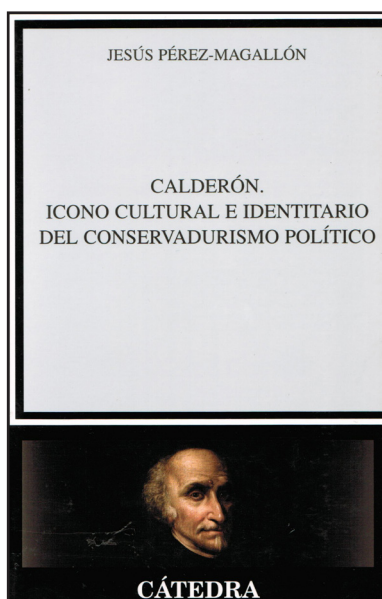 JESÚS PÉREZ-MAGALLÓN
CALDERÓN.
ICONO CULTURAL E IDENTITARIO
DEL CONSERVADURISMO POLÍTICO
CÁTEDRA